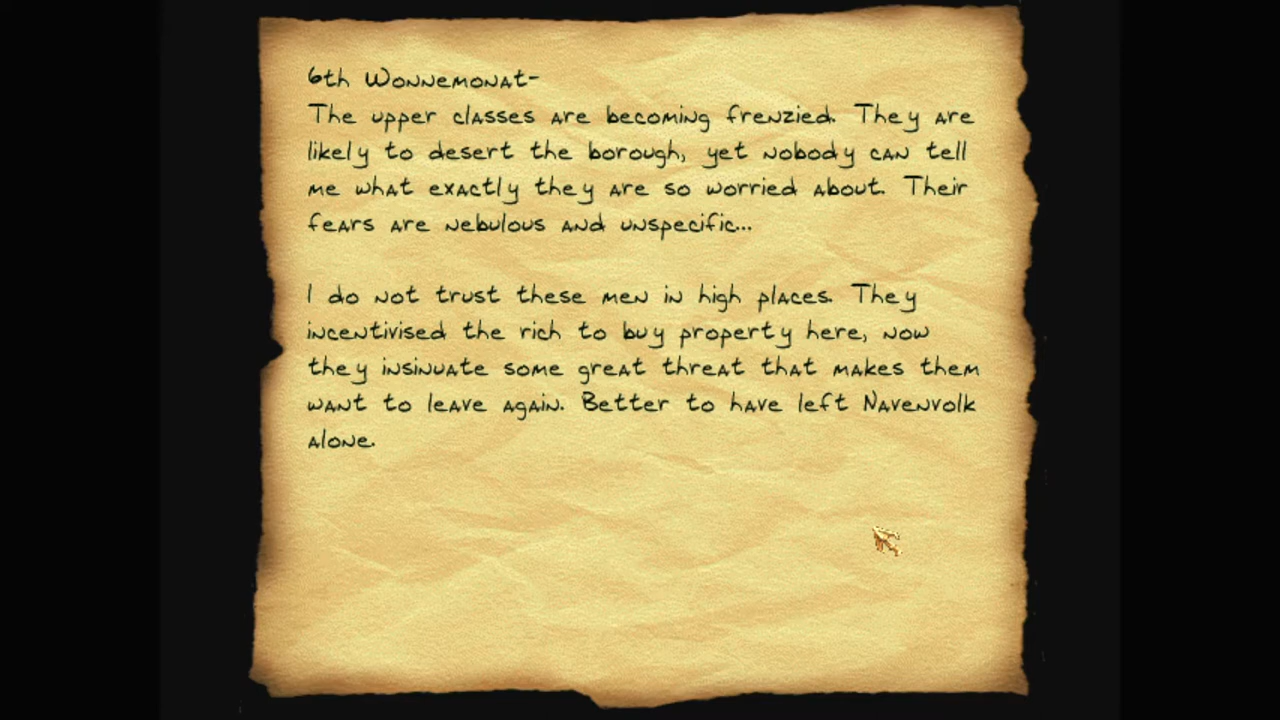 6th Wonnemonat-
The upper classes are becoming frenzied. They are
likely to desert the borough, yet nobody can tell
me what exactly they are so worried about. Their
fears are nebulous and unspecific...
I do not trust these men in high places. They
incentivised the rich to buy property here, now
they insinuate some great threat that makes them
want to leave again. Better to have left Navenvolk
alone.